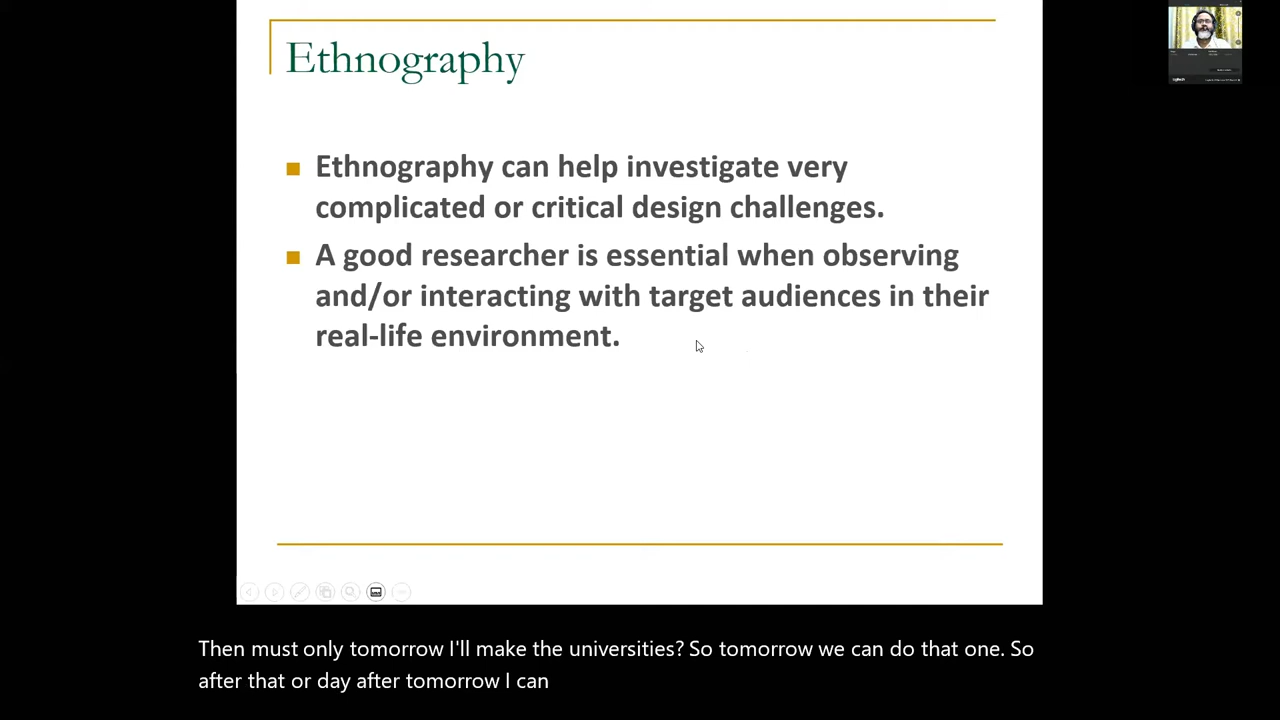 Ethnography
Ethnography can help investigate very
complicated or critical design challenges.
A good researcher is essential when observing
and/or interacting with target audiences in their
real-life environment.
Then must only tomorrow I'll make the universities? So tomorrow we can do that one. So
after that or day after tomorrow I can